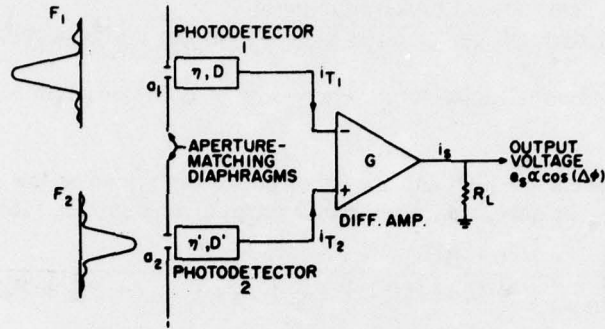 F1
PHOTODETECTOR
1
η, D
a1
iT1
APERTURE-
MATCHING
DIAPHRAGMS
−
G
+
is
OUTPUT
VOLTAGE
es ∝ cos(Δϕ)
RL
DIFF. AMP.
F2
a2
η', D'
iT2
PHOTODETECTOR
2